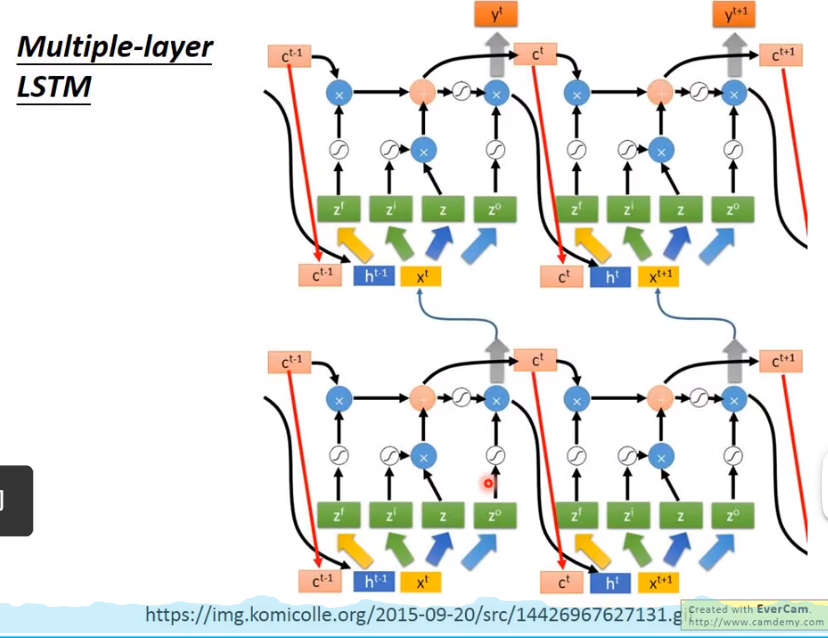 Multiple-layer
LSTM
y^t
y^t+1
c^t-1
c^t
c^t+1
×
+
×
×
+
×
×
×
z^f
z^i
z
z^o
z^f
z^i
z
z^o
c^t-1
h^t-1
x^t
c^t
h^t
x^t+1
c^t-1
c^t
c^t+1
×
+
×
×
+
×
×
×
z^f
z^i
z
z^o
z^f
z^i
z
z^o
c^t-1
h^t-1
x^t
c^t
h^t
x^t+1
https://img.komicolle.org/2015-09-20/src/14426967627131.g
Created with EverCam.
http://www.camdemy.com